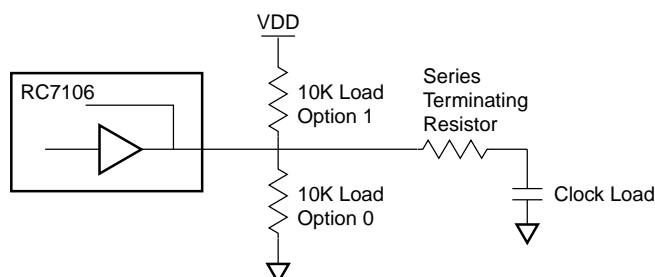 VDD
RC7106
10K Load
Option 1
Series
Terminating
Resistor
10K Load
Option 0
Clock Load